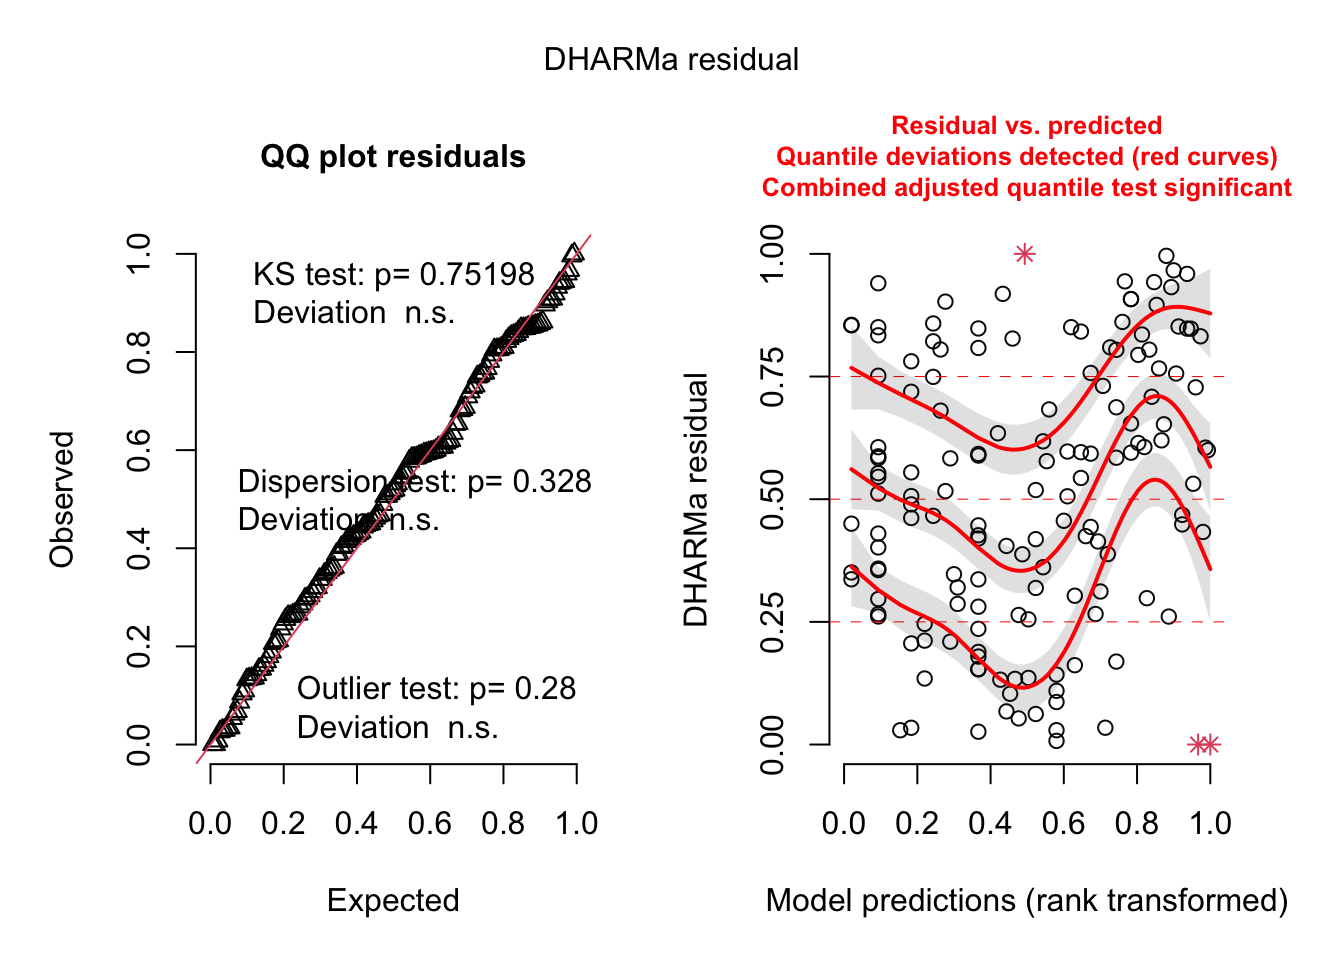 DHARMa residual
QQ plot residuals
KS test: p= 0.75198
Deviation  n.s.
Dispersion test: p= 0.328
Deviation  n.s.
Outlier test: p= 0.28
Deviation  n.s.
Observed
0.0
0.2
0.4
0.6
0.8
1.0
0.0 0.2 0.4 0.6 0.8 1.0
Expected
Residual vs. predicted
Quantile deviations detected (red curves)
Combined adjusted quantile test significant
DHARMa residual
0.00
0.25
0.50
0.75
1.00
0.0 0.2 0.4 0.6 0.8 1.0
Model predictions (rank transformed)